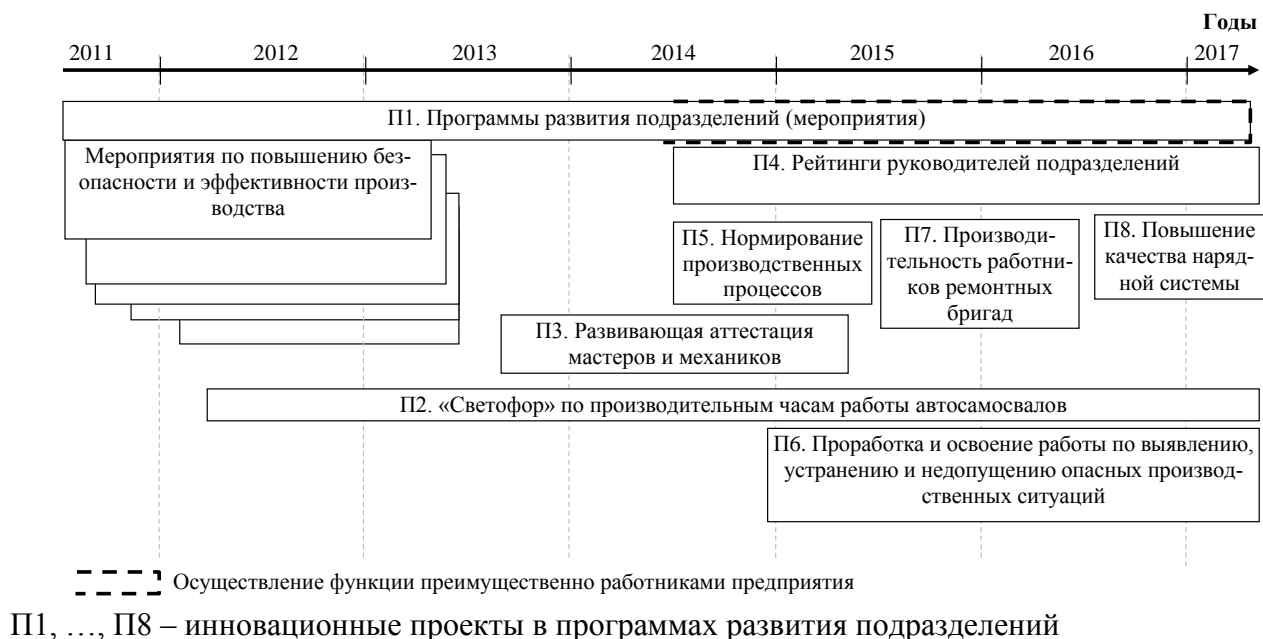 Годы
2011 2012 2013 2014 2015 2016 2017
П1. Программы развития подразделений (мероприятия)
Мероприятия по повышению без-
опасности и эффективности произ-
водства
П4. Рейтинги руководителей подразделений
П5. Нормирование
производственных
процессов
П7. Производи-
тельность работни-
ков ремонтных
бригад
П8. Повышение
качества наряд-
ной системы
П3. Развивающая аттестация
мастеров и механиков
П2. «Светофор» по производительным часам работы автосамосвалов
П6. Проработка и освоение работы по выявлению,
устранению и недопущению опасных производ-
ственных ситуаций
Осуществление функции преимущественно работниками предприятия
П1, …, П8 – инновационные проекты в программах развития подразделений